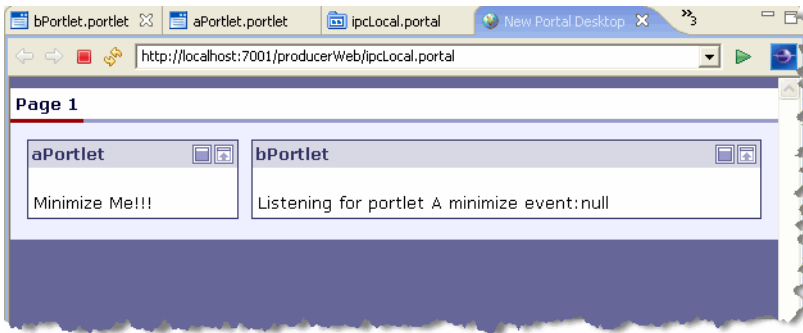 bPortlet.portlet aPortlet.portlet ipcLocal.portal New Portal Desktop »3
http://localhost:7001/producerWeb/ipcLocal.portal
Page 1
aPortlet bPortlet
Minimize Me!!! Listening for portlet A minimize event:null